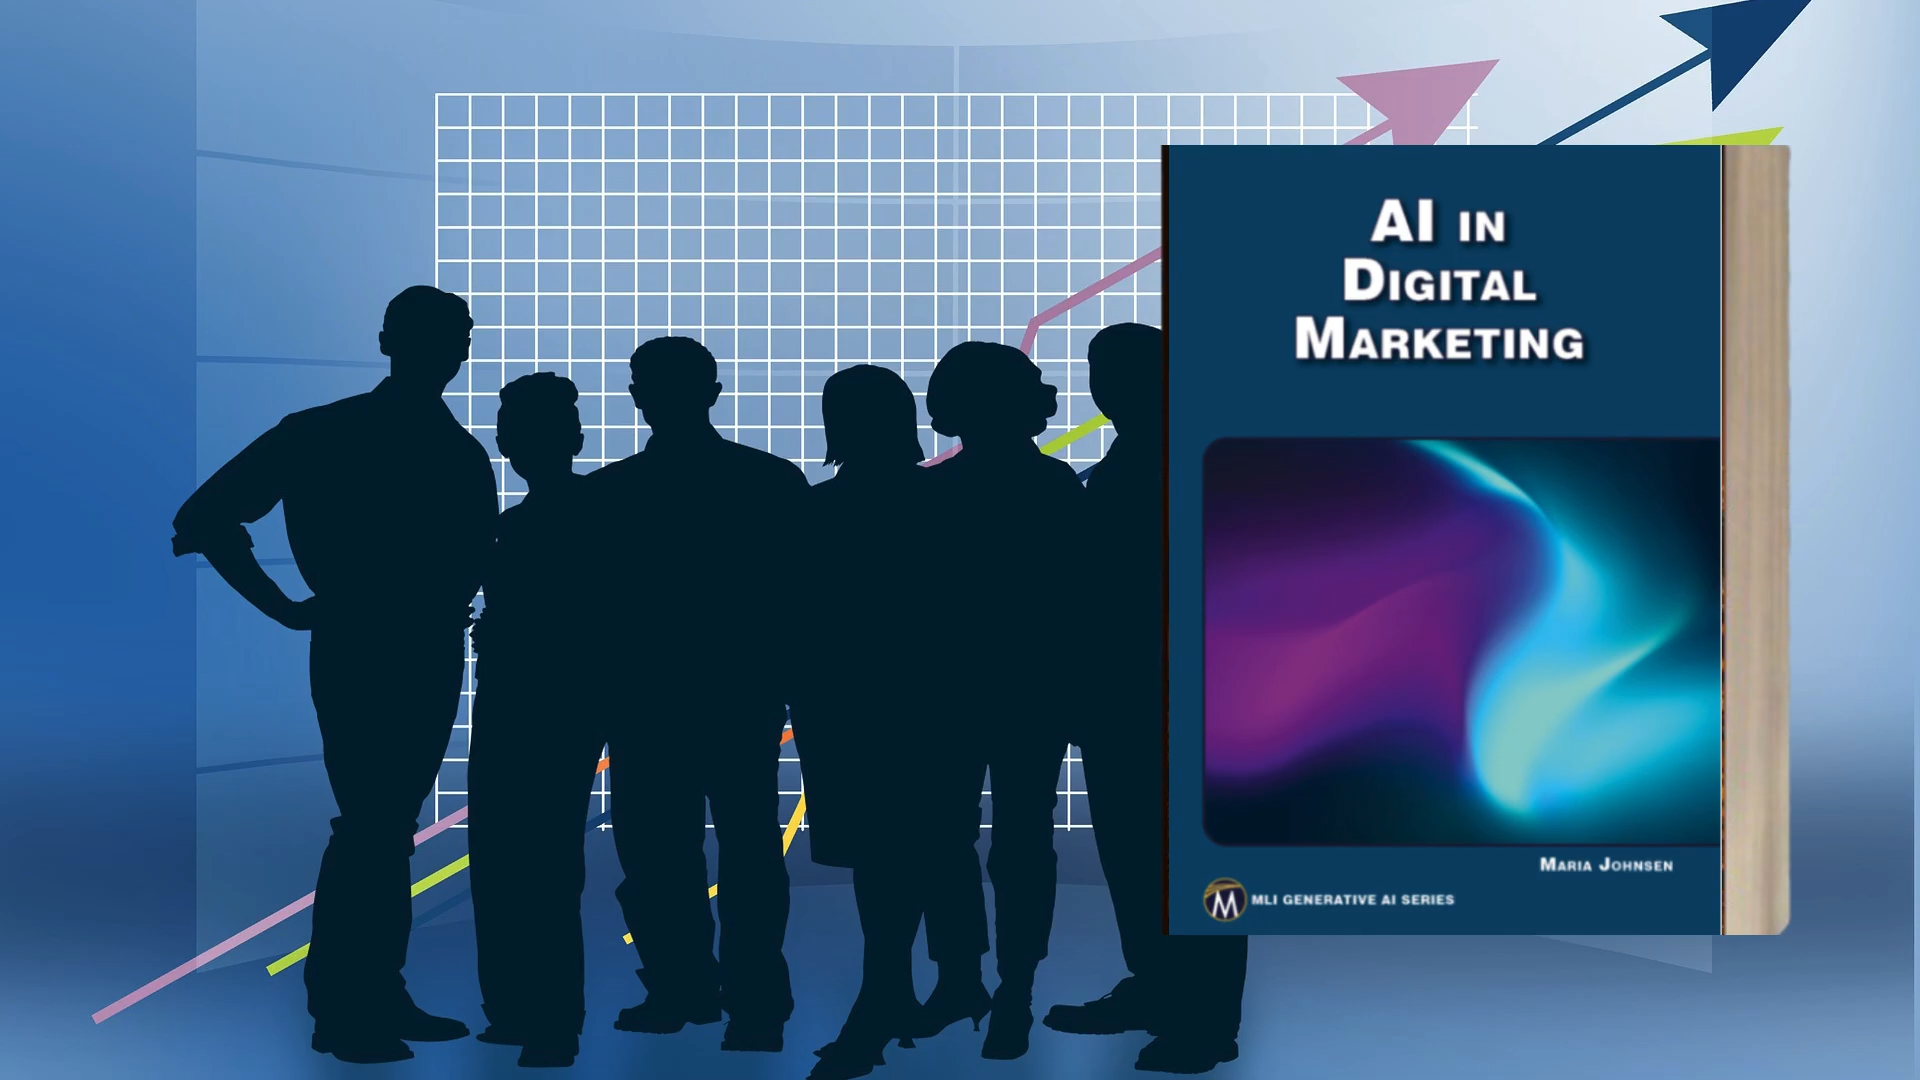 AI IN
DIGITAL
MARKETING
MARIA JOHNSEN
M MLI GENERATIVE AI SERIES